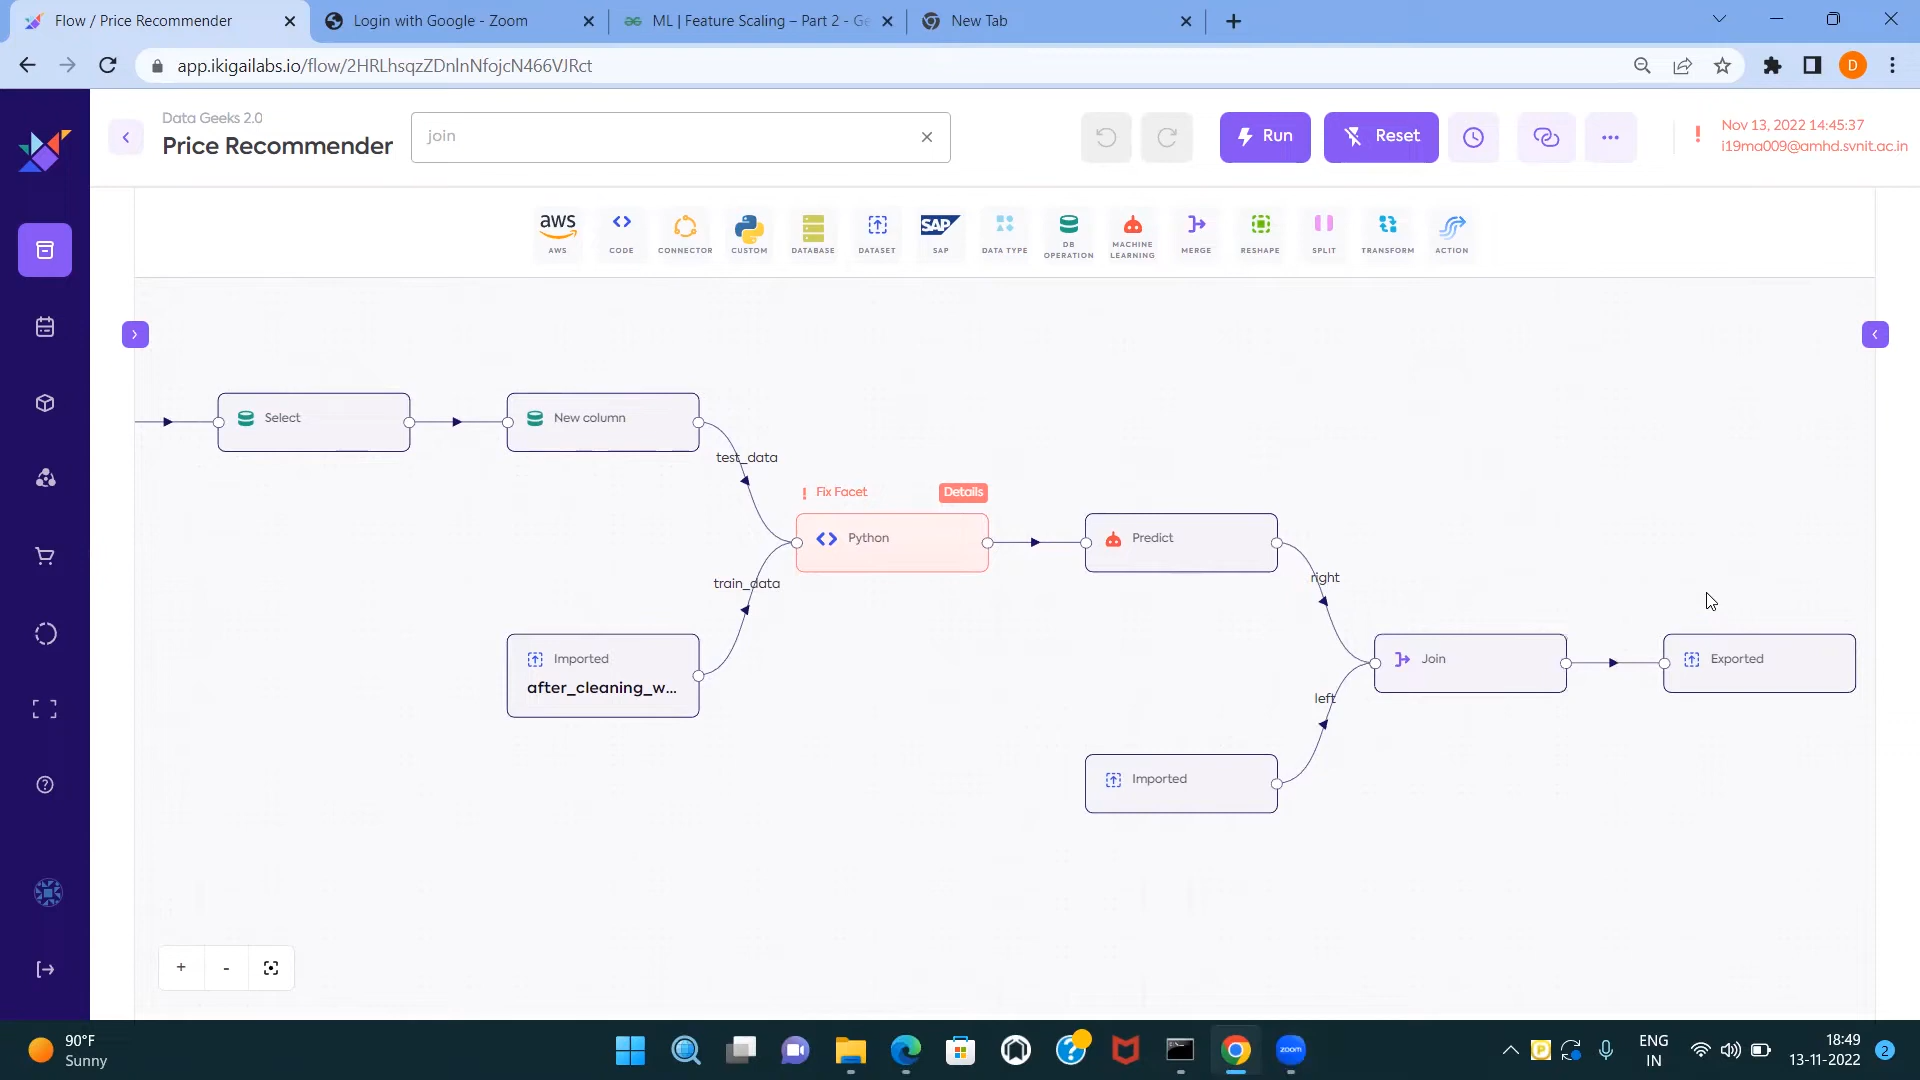 Flow / Price Recommender
Login with Google - Zoom
ML | Feature Scaling – Part 2 - Ge
New Tab
app.ikigailabs.io/flow/2HRLhsqzZDnlnNfojcN466VJRct
D
Data Geeks 2.0
Price Recommender
join
Run
Reset
Nov 13, 2022 14:45:37
i19ma009@amhd.svnit.ac.in
aws
AWS
CODE
CONNECTOR
CUSTOM
DATABASE
DATASET
SAP
SAP
DATA TYPE
DB OPERATION
MACHINE LEARNING
MERGE
RESHAPE
SPLIT
TRANSFORM
ACTION
Select
New column
test_data
! Fix Facet
Details
Python
Predict
train_data
right
Imported
after_cleaning_w...
Join
Exported
left
Imported
+
-
90°F
Sunny
zoom
ENG
IN
18:49
13-11-2022
2